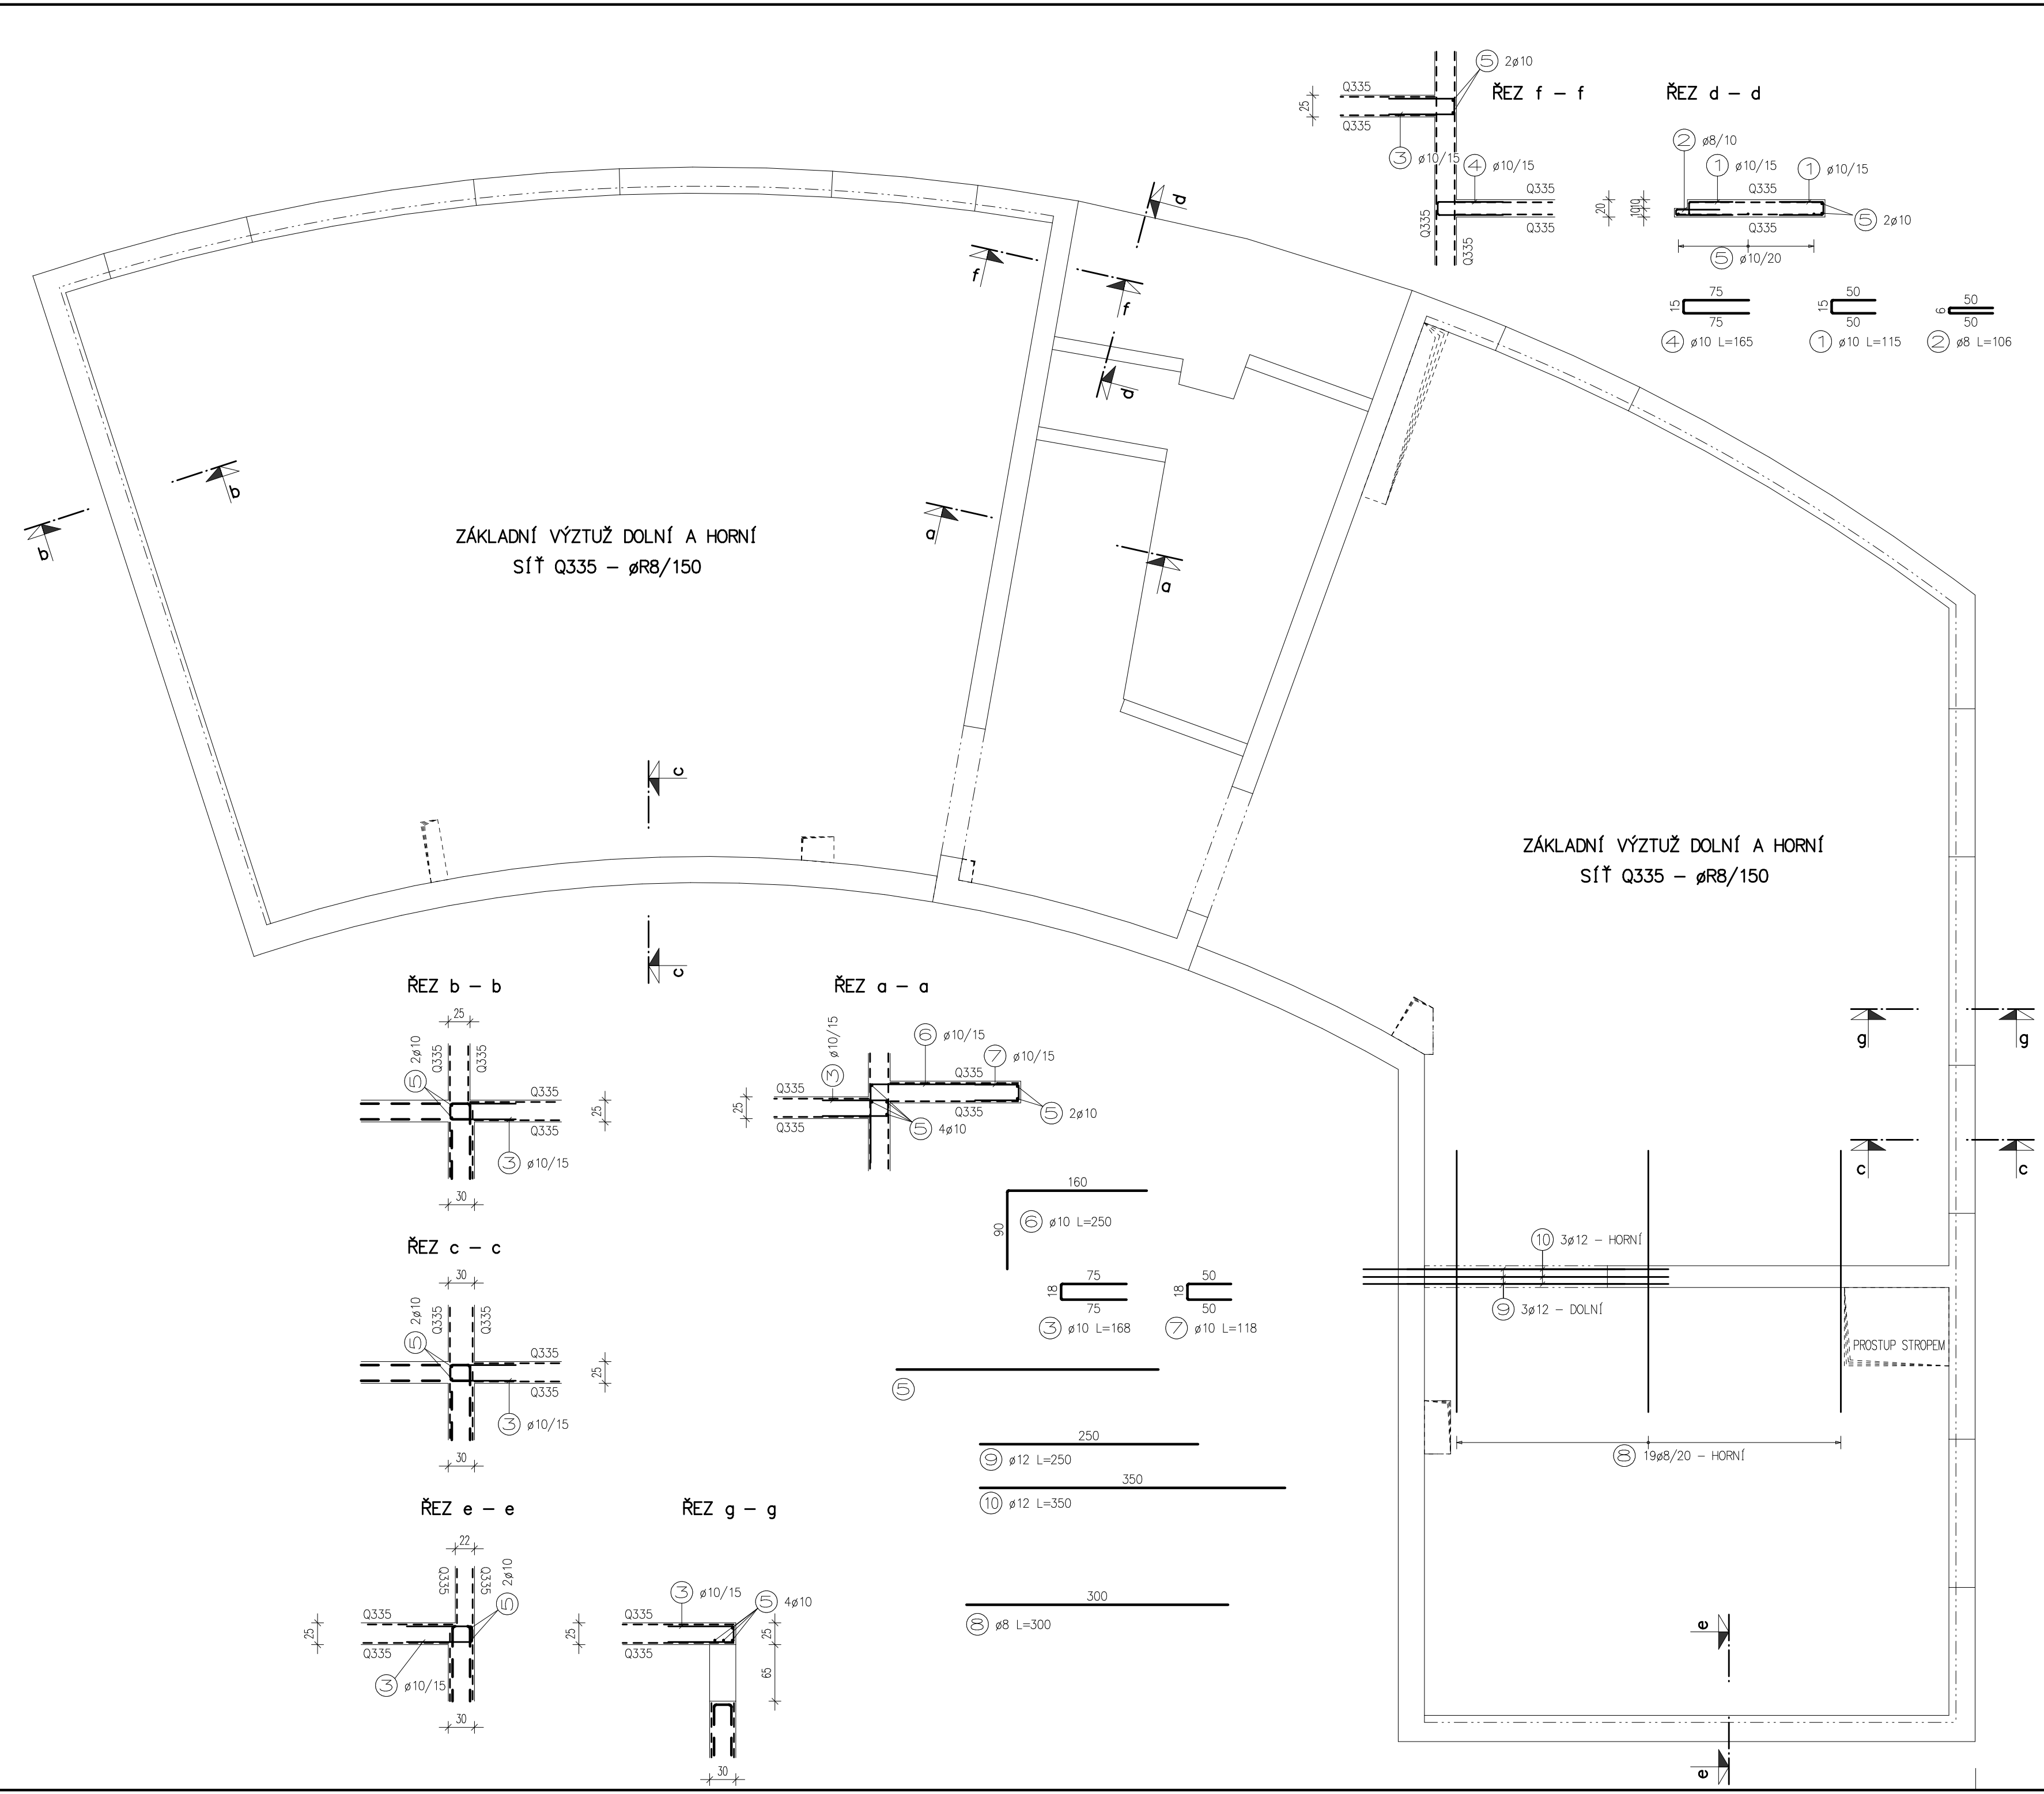 ⑤ 2ø10
ŘEZ f – f
ŘEZ d – d
Q335
25
Q335
③ ø10/15
④ ø10/15
Q335
20
Q335
Q335
Q335
② ø8/10
① ø10/15
① ø10/15
Q335
1010
⑤ 2ø10
Q335
⑤ ø10/20
75
15
75
④ ø10 L=165
50
15
50
① ø10 L=115
50
6
50
② ø8 L=106
d
f
f
d
b
b
a
a
ZÁKLADNÍ VÝZTUŽ DOLNÍ A HORNÍ
SÍŤ Q335 – øR8/150
c
c
ZÁKLADNÍ VÝZTUŽ DOLNÍ A HORNÍ
SÍŤ Q335 – øR8/150
g
g
c
c
⑩ 3ø12 – HORNÍ
⑨ 3ø12 – DOLNÍ
PROSTUP STROPEM
⑧ 19ø8/20 – HORNÍ
e
e
ŘEZ b – b
25
⑤ 2ø10
Q335
Q335
Q335
25
Q335
③ ø10/15
30
ŘEZ a – a
③ ø10/15
⑥ ø10/15
⑦ ø10/15
Q335
Q335
25
Q335
Q335
⑤ 2ø10
⑤ 4ø10
160
90
⑥ ø10 L=250
ŘEZ c – c
30
⑤ 2ø10
Q335
Q335
Q335
25
Q335
③ ø10/15
30
75
18
75
③ ø10 L=168
50
18
50
⑦ ø10 L=118
⑤
250
⑨ ø12 L=250
350
⑩ ø12 L=350
300
⑧ ø8 L=300
ŘEZ e – e
22
Q335
Q335
⑤ 2ø10
Q335
25
Q335
③ ø10/15
30
ŘEZ g – g
③ ø10/15
⑤ 4ø10
Q335
25
Q335
25
65
30